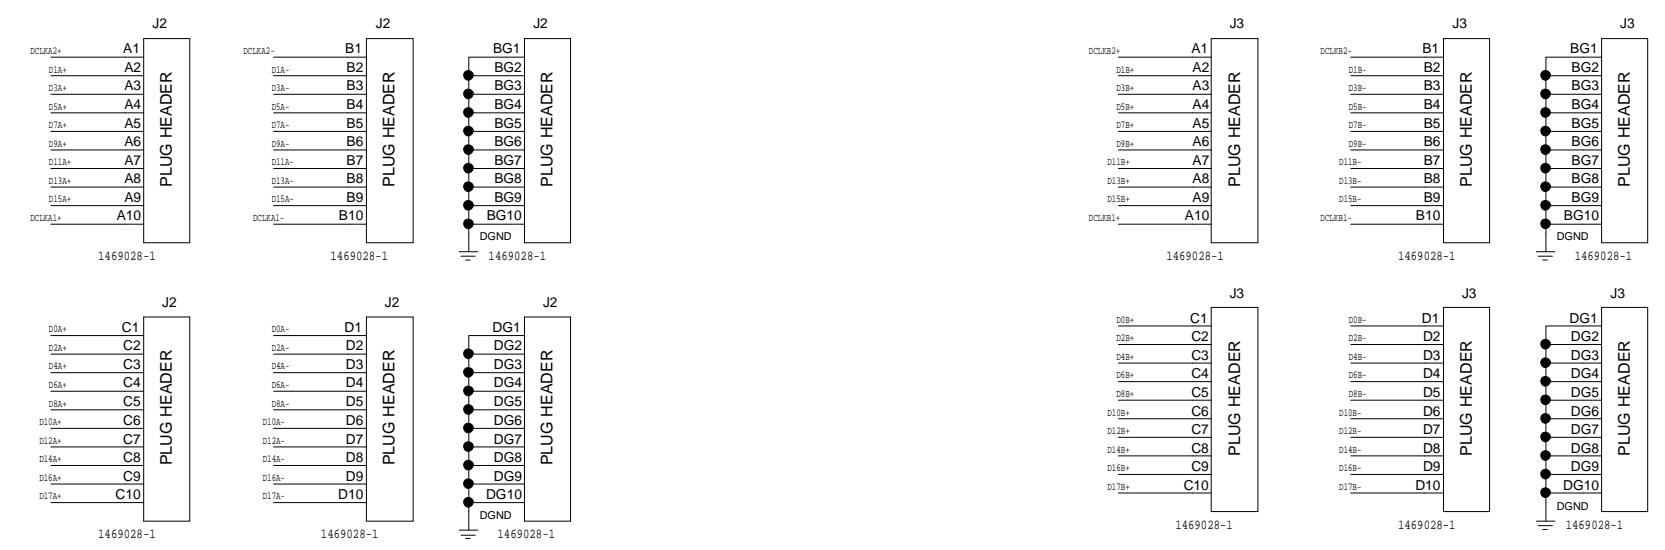 J2
DCLKA2+ A1
D1A+ A2
D3A+ A3
D5A+ A4
D7A+ A5
D9A+ A6
D11A+ A7
D13A+ A8
D15A+ A9
DCLKA1+ A10
PLUG HEADER
1469028-1
J2
DCLKA2- B1
D1A- B2
D3A- B3
D5A- B4
D7A- B5
D9A- B6
D11A- B7
D13A- B8
D15A- B9
DCLKA1- B10
PLUG HEADER
1469028-1
J2
BG1
BG2
BG3
BG4
BG5
BG6
BG7
BG8
BG9
BG10
DGND
PLUG HEADER
1469028-1
J3
DCLKB2+ A1
D1B+ A2
D3B+ A3
D5B+ A4
D7B+ A5
D9B+ A6
D11B+ A7
D13B+ A8
D15B+ A9
DCLKB1+ A10
PLUG HEADER
1469028-1
J3
DCLKB2- B1
D1B- B2
D3B- B3
D5B- B4
D7B- B5
D9B- B6
D11B- B7
D13B- B8
D15B- B9
DCLKB1- B10
PLUG HEADER
1469028-1
J3
BG1
BG2
BG3
BG4
BG5
BG6
BG7
BG8
BG9
BG10
DGND
PLUG HEADER
1469028-1
J2
D0A+ C1
D2A+ C2
D4A+ C3
D6A+ C4
D8A+ C5
D10A+ C6
D12A+ C7
D14A+ C8
D16A+ C9
D17A+ C10
PLUG HEADER
1469028-1
J2
D0A- D1
D2A- D2
D4A- D3
D6A- D4
D8A- D5
D10A- D6
D12A- D7
D14A- D8
D16A- D9
D17A- D10
PLUG HEADER
1469028-1
J2
DG1
DG2
DG3
DG4
DG5
DG6
DG7
DG8
DG9
DG10
DGND
PLUG HEADER
1469028-1
J3
D0B+ C1
D2B+ C2
D4B+ C3
D6B+ C4
D8B+ C5
D10B+ C6
D12B+ C7
D14B+ C8
D16B+ C9
D17B+ C10
PLUG HEADER
1469028-1
J3
D0B- D1
D2B- D2
D4B- D3
D6B- D4
D8B- D5
D10B- D6
D12B- D7
D14B- D8
D16B- D9
D17B- D10
PLUG HEADER
1469028-1
J3
DG1
DG2
DG3
DG4
DG5
DG6
DG7
DG8
DG9
DG10
DGND
PLUG HEADER
1469028-1